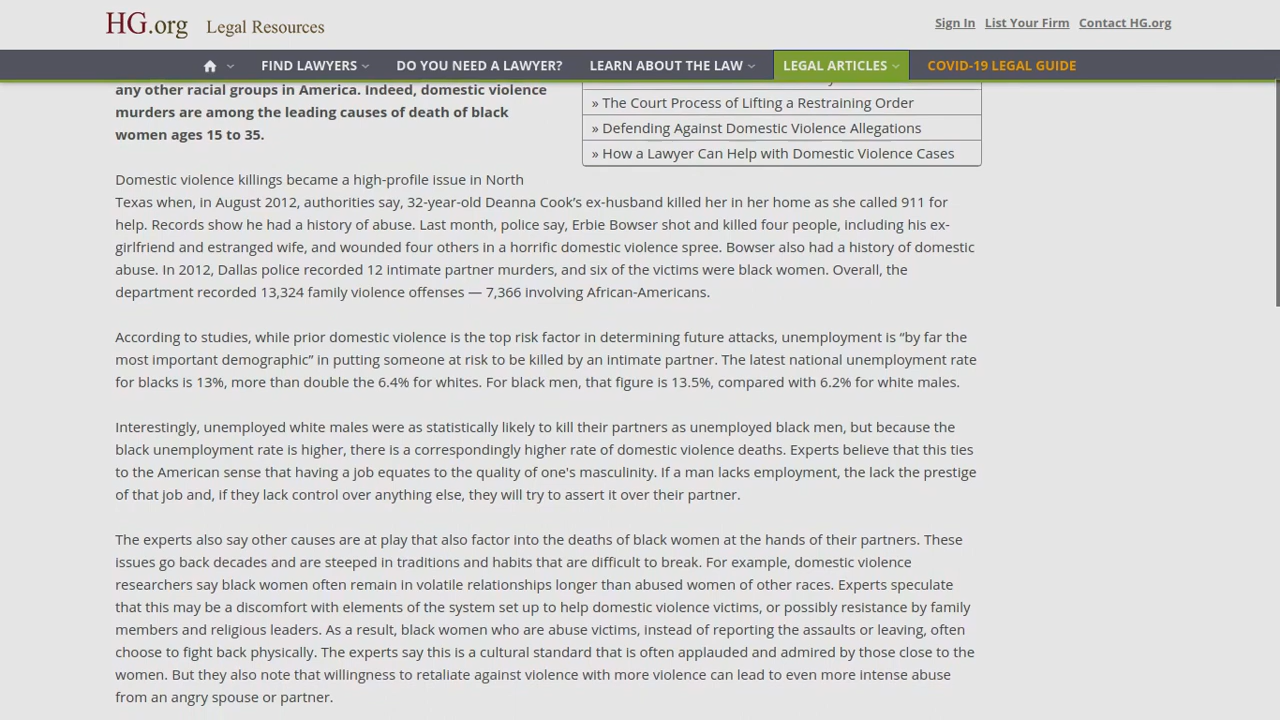 HG.org Legal Resources
Sign In List Your Firm Contact HG.org
FIND LAWYERS DO YOU NEED A LAWYER? LEARN ABOUT THE LAW LEGAL ARTICLES COVID-19 LEGAL GUIDE
any other racial groups in America. Indeed, domestic violence
murders are among the leading causes of death of black
women ages 15 to 35.
» The Court Process of Lifting a Restraining Order
» Defending Against Domestic Violence Allegations
» How a Lawyer Can Help with Domestic Violence Cases
Domestic violence killings became a high-profile issue in North
Texas when, in August 2012, authorities say, 32-year-old Deanna Cook's ex-husband killed her in her home as she called 911 for
help. Records show he had a history of abuse. Last month, police say, Erbie Bowser shot and killed four people, including his ex-
girlfriend and estranged wife, and wounded four others in a horrific domestic violence spree. Bowser also had a history of domestic
abuse. In 2012, Dallas police recorded 12 intimate partner murders, and six of the victims were black women. Overall, the
department recorded 13,324 family violence offenses — 7,366 involving African-Americans.
According to studies, while prior domestic violence is the top risk factor in determining future attacks, unemployment is “by far the
most important demographic” in putting someone at risk to be killed by an intimate partner. The latest national unemployment rate
for blacks is 13%, more than double the 6.4% for whites. For black men, that figure is 13.5%, compared with 6.2% for white males.
Interestingly, unemployed white males were as statistically likely to kill their partners as unemployed black men, but because the
black unemployment rate is higher, there is a correspondingly higher rate of domestic violence deaths. Experts believe that this ties
to the American sense that having a job equates to the quality of one's masculinity. If a man lacks employment, the lack the prestige
of that job and, if they lack control over anything else, they will try to assert it over their partner.
The experts also say other causes are at play that also factor into the deaths of black women at the hands of their partners. These
issues go back decades and are steeped in traditions and habits that are difficult to break. For example, domestic violence
researchers say black women often remain in volatile relationships longer than abused women of other races. Experts speculate
that this may be a discomfort with elements of the system set up to help domestic violence victims, or possibly resistance by family
members and religious leaders. As a result, black women who are abuse victims, instead of reporting the assaults or leaving, often
choose to fight back physically. The experts say this is a cultural standard that is often applauded and admired by those close to the
women. But they also note that willingness to retaliate against violence with more violence can lead to even more intense abuse
from an angry spouse or partner.